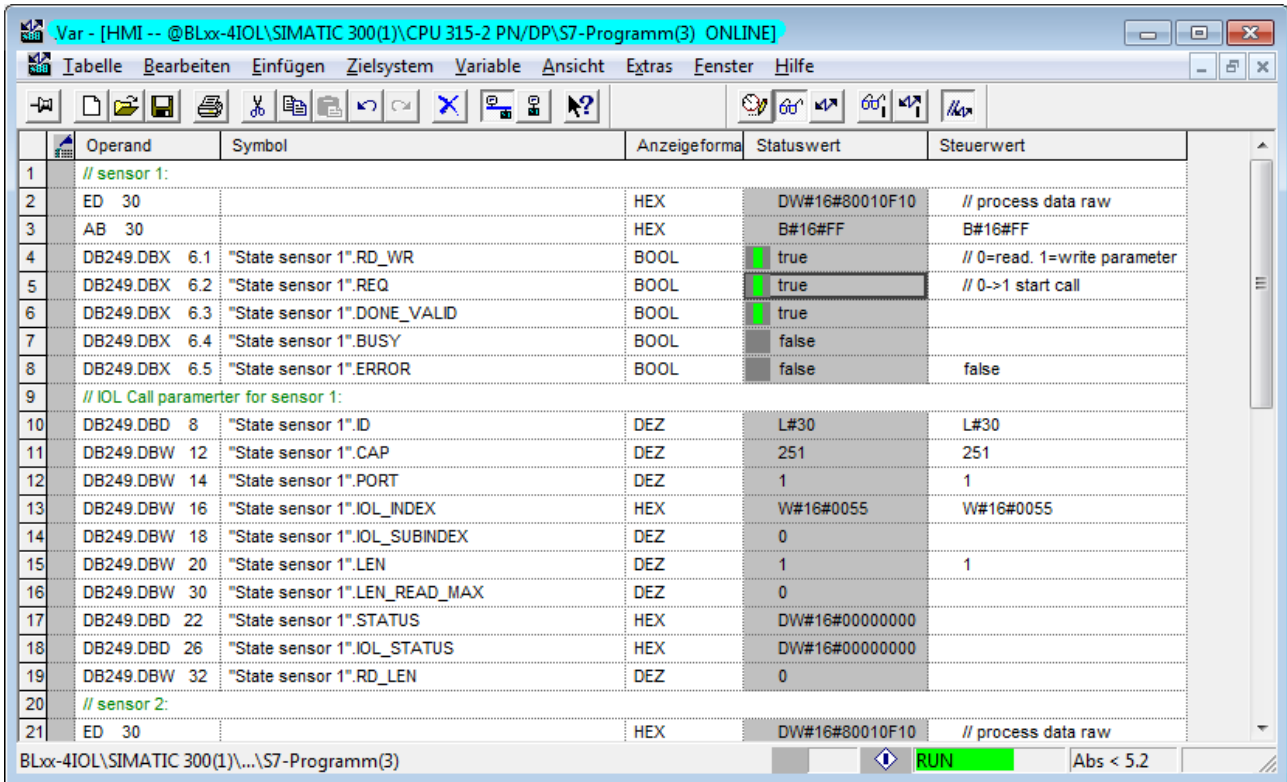 Var - [HMI -- @BLxx-4IOL\SIMATIC 300(1)\CPU 315-2 PN/DP\S7-Programm(3) ONLINE]
Tabelle Bearbeiten Einfügen Zielsystem Variable Ansicht Extras Fenster Hilfe
Operand Symbol Anzeigeforma Statuswert Steuerwert
1 // sensor 1:
2 ED 30 HEX DW#16#80010F10 // process data raw
3 AB 30 HEX B#16#FF B#16#FF
4 DB249.DBX 6.1 "State sensor 1".RD_WR BOOL true // 0=read. 1=write parameter
5 DB249.DBX 6.2 "State sensor 1".REQ BOOL true // 0->1 start call
6 DB249.DBX 6.3 "State sensor 1".DONE_VALID BOOL true
7 DB249.DBX 6.4 "State sensor 1".BUSY BOOL false
8 DB249.DBX 6.5 "State sensor 1".ERROR BOOL false false
9 // IOL Call paramerter for sensor 1:
10 DB249.DBD 8 "State sensor 1".ID DEZ L#30 L#30
11 DB249.DBW 12 "State sensor 1".CAP DEZ 251 251
12 DB249.DBW 14 "State sensor 1".PORT DEZ 1 1
13 DB249.DBW 16 "State sensor 1".IOL_INDEX HEX W#16#0055 W#16#0055
14 DB249.DBW 18 "State sensor 1".IOL_SUBINDEX DEZ 0
15 DB249.DBW 20 "State sensor 1".LEN DEZ 1 1
16 DB249.DBW 30 "State sensor 1".LEN_READ_MAX DEZ 0
17 DB249.DBD 22 "State sensor 1".STATUS HEX DW#16#00000000
18 DB249.DBD 26 "State sensor 1".IOL_STATUS HEX DW#16#00000000
19 DB249.DBW 32 "State sensor 1".RD_LEN DEZ 0
20 // sensor 2:
21 ED 30 HEX DW#16#80010F10 // process data raw
BLxx-4IOL\SIMATIC 300(1)\...\S7-Programm(3) RUN Abs < 5.2